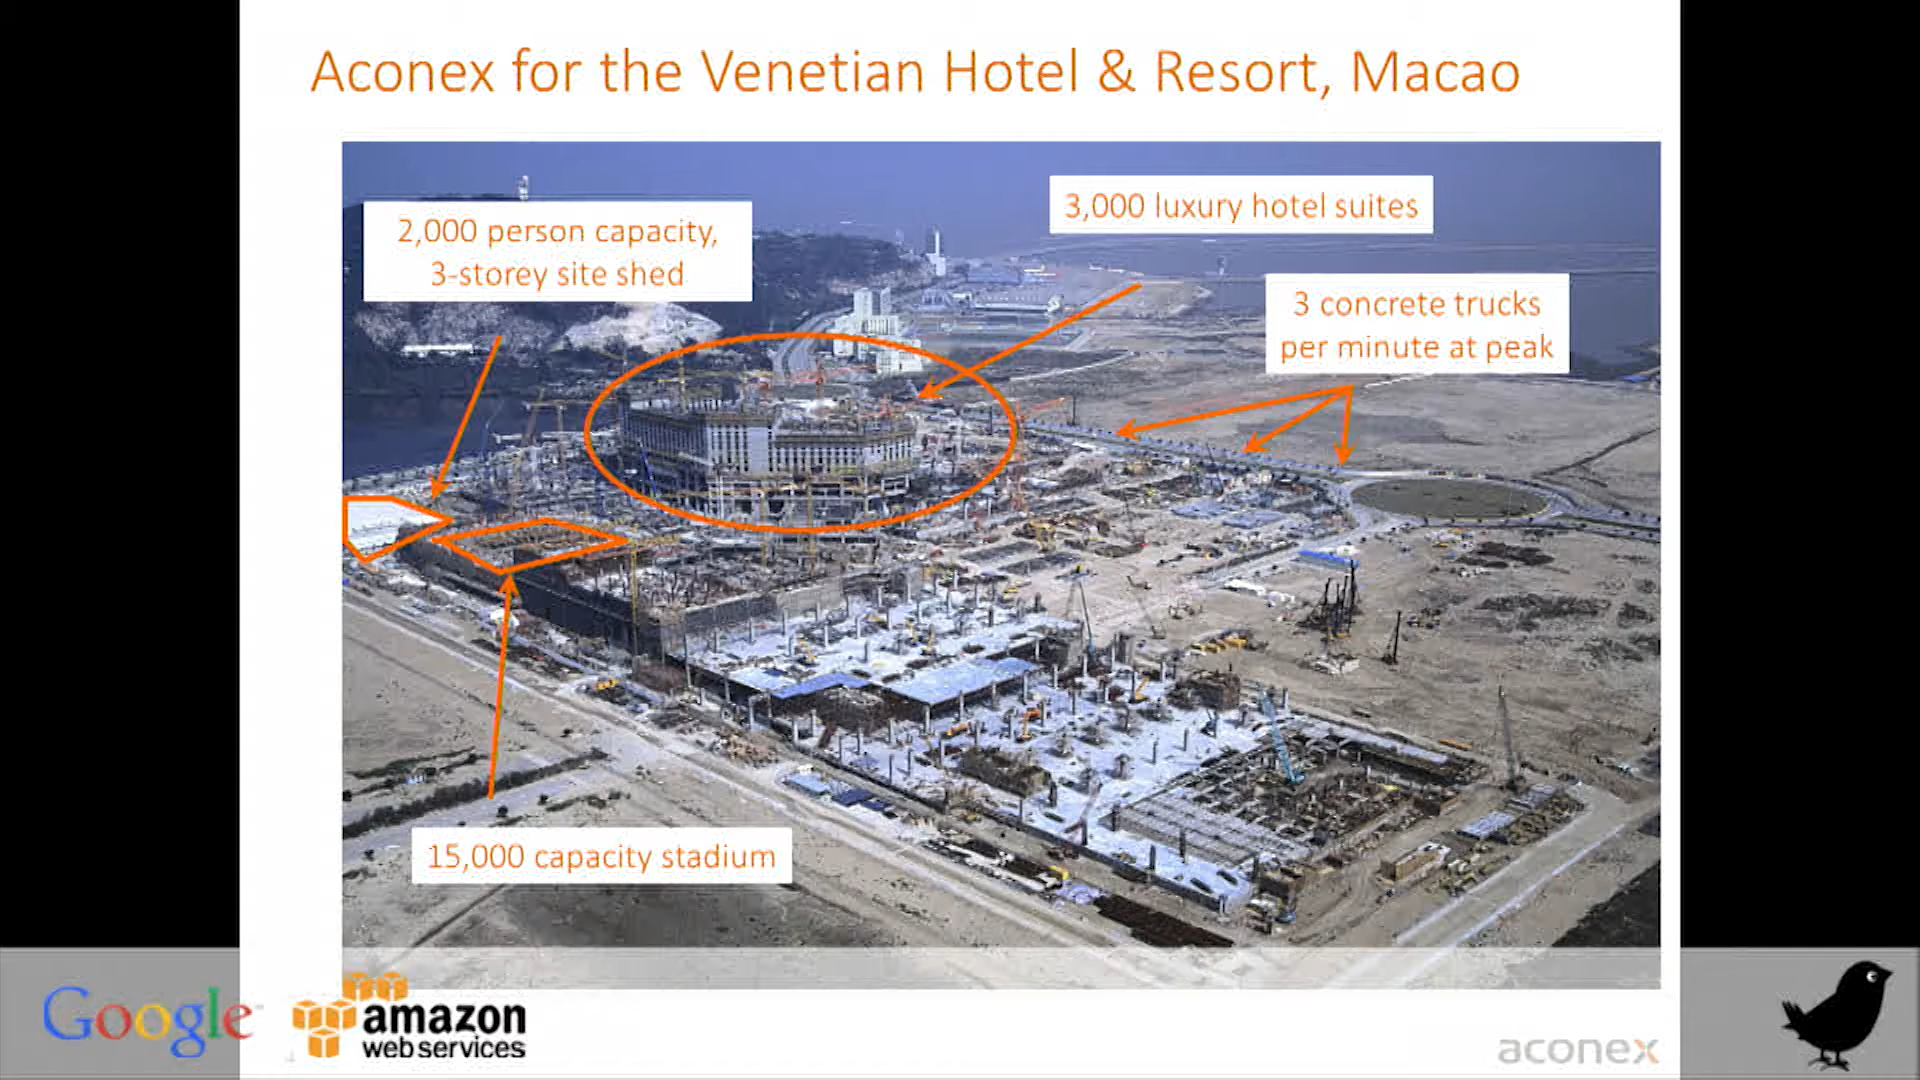 Aconex for the Venetian Hotel & Resort, Macao
2,000 person capacity,
3-storey site shed
3,000 luxury hotel suites
3 concrete trucks
per minute at peak
15,000 capacity stadium
Google
amazon
web services
aconex